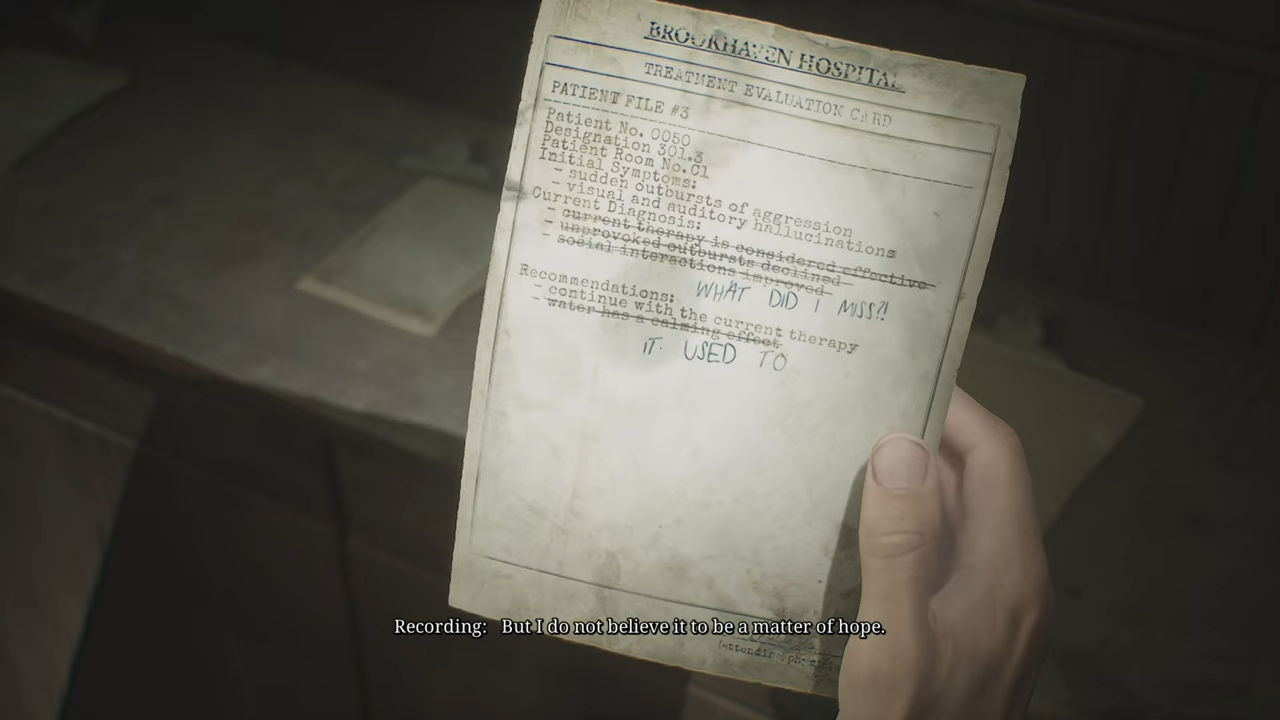 BROOKHAVEN HOSPITAL
TREATMENT EVALUATION CARD
PATIENT FILE #3
Patient No. 0050
Designation 301.3
Patient Room No.C1
Initial Symptoms:
- sudden outbursts of aggression
- visual and auditory hallucinations
Current Diagnosis:
- current therapy is considered effective
- unprovoked outbursts declined
- social interactions improved
WHAT DID I MISS?!
Recommendations:
- continue with the current therapy
- water has a calming effect
IT USED TO
Recording: But I do not believe it to be a matter of hope.
(attending